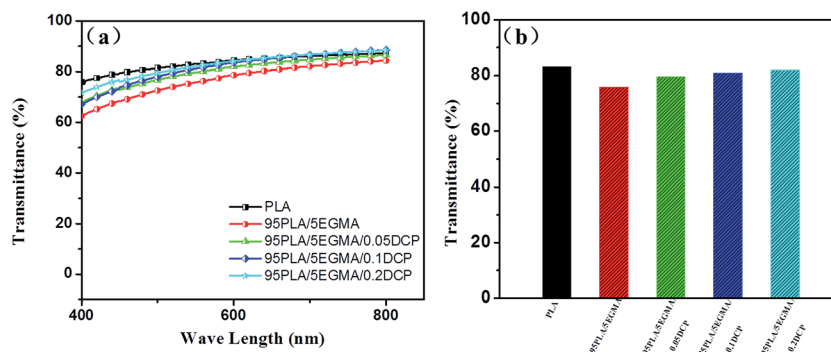 (a)
Transmittance (%)
100
80
60
40
20
0
PLA
95PLA/5EGMA
95PLA/5EGMA/0.05DCP
95PLA/5EGMA/0.1DCP
95PLA/5EGMA/0.2DCP
400
600
800
Wave Length (nm)
(b)
Transmittance (%)
100
80
60
40
20
0
PLA
95PLA/5EGMA
95PLA/5EGMA/
0.05DCP
95PLA/5EGMA/
0.1DCP
95PLA/5EGMA/
0.2DCP